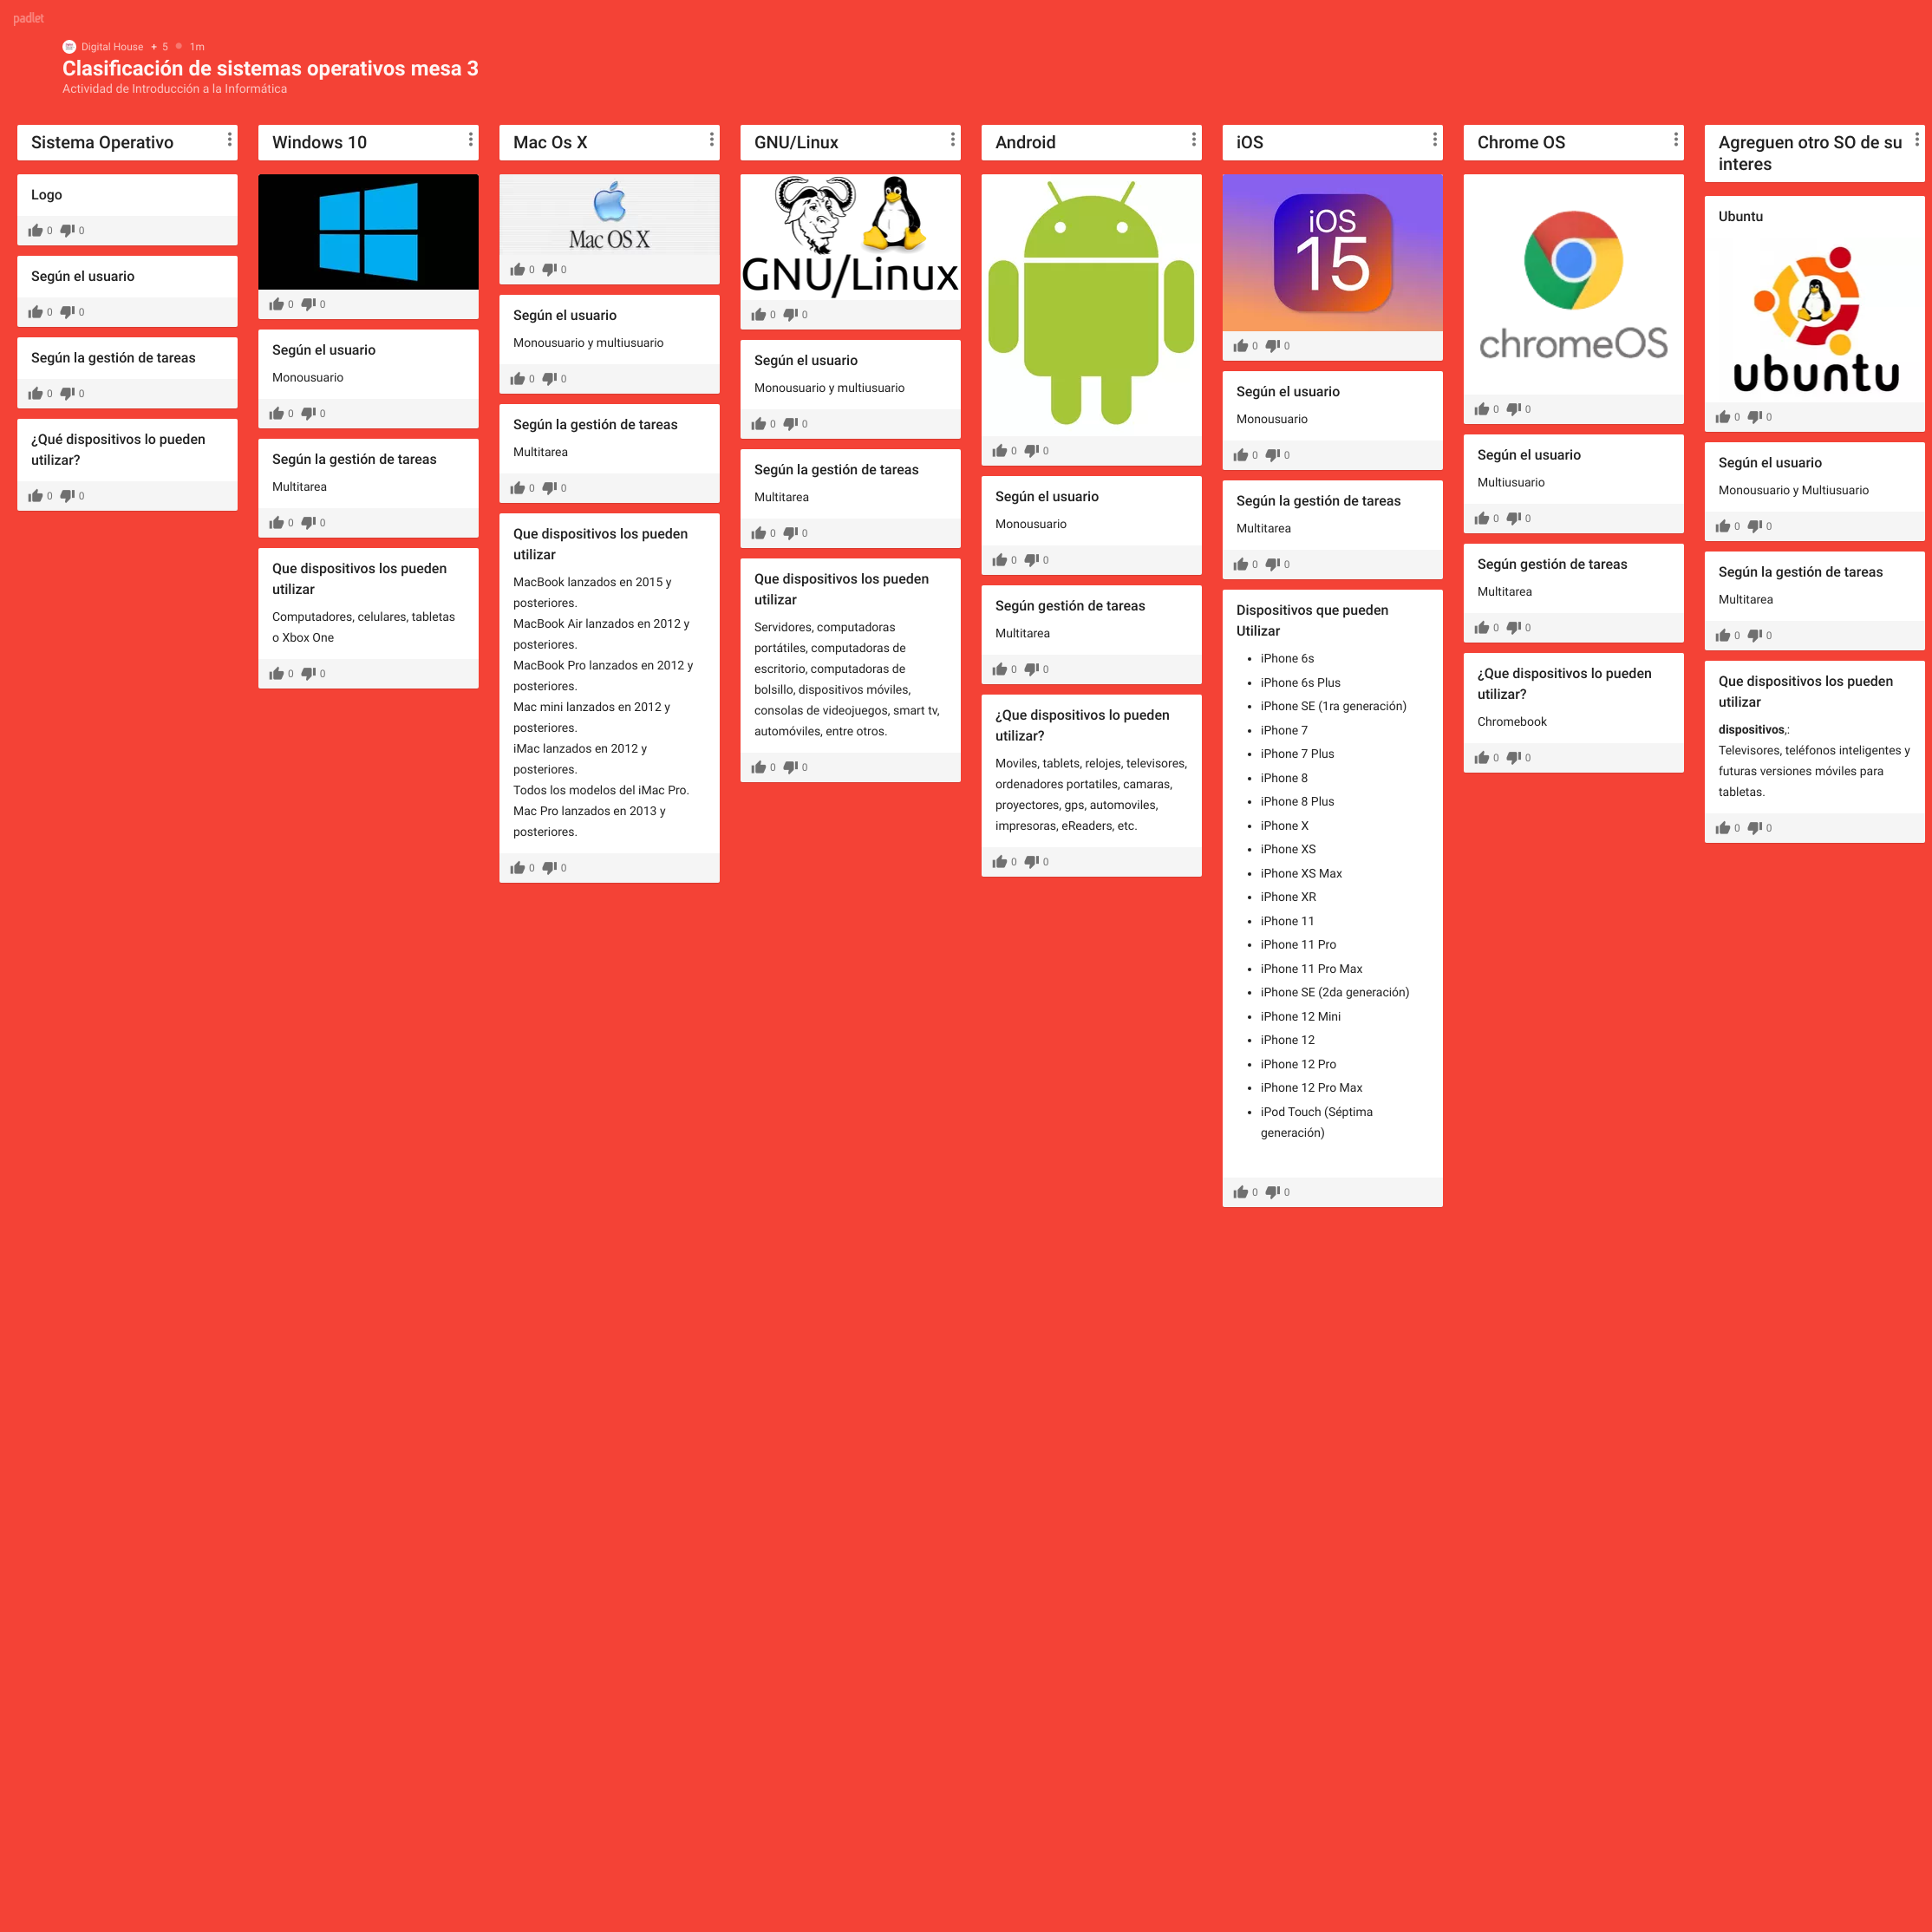 padlet
Digital House + 5 1m
Clasificación de sistemas operativos mesa 3
Actividad de Introducción a la Informática
Sistema Operativo
Logo
0 0
Según el usuario
0 0
Según la gestión de tareas
0 0
¿Qué dispositivos lo pueden
utilizar?
0 0
Windows 10
0 0
Según el usuario
Monousuario
0 0
Según la gestión de tareas
Multitarea
0 0
Que dispositivos los pueden
utilizar
Computadores, celulares, tabletas
o Xbox One
0 0
Mac Os X
Mac OS X
0 0
Según el usuario
Monousuario y multiusuario
0 0
Según la gestión de tareas
Multitarea
0 0
Que dispositivos los pueden
utilizar
MacBook lanzados en 2015 y
posteriores.
MacBook Air lanzados en 2012 y
posteriores.
MacBook Pro lanzados en 2012 y
posteriores.
Mac mini lanzados en 2012 y
posteriores.
iMac lanzados en 2012 y
posteriores.
Todos los modelos del iMac Pro.
Mac Pro lanzados en 2013 y
posteriores.
0 0
GNU/Linux
GNU/Linux
0 0
Según el usuario
Monousuario y multiusuario
0 0
Según la gestión de tareas
Multitarea
0 0
Que dispositivos los pueden
utilizar
Servidores, computadoras
portátiles, computadoras de
escritorio, computadoras de
bolsillo, dispositivos móviles,
consolas de videojuegos, smart tv,
automóviles, entre otros.
0 0
Android
0 0
Según el usuario
Monousuario
0 0
Según gestión de tareas
Multitarea
0 0
¿Que dispositivos lo pueden
utilizar?
Moviles, tablets, relojes, televisores,
ordenadores portatiles, camaras,
proyectores, gps, automoviles,
impresoras, eReaders, etc.
0 0
iOS
iOS
15
0 0
Según el usuario
Monousuario
0 0
Según la gestión de tareas
Multitarea
0 0
Dispositivos que pueden
Utilizar
• iPhone 6s
• iPhone 6s Plus
• iPhone SE (1ra generación)
• iPhone 7
• iPhone 7 Plus
• iPhone 8
• iPhone 8 Plus
• iPhone X
• iPhone XS
• iPhone XS Max
• iPhone XR
• iPhone 11
• iPhone 11 Pro
• iPhone 11 Pro Max
• iPhone SE (2da generación)
• iPhone 12 Mini
• iPhone 12
• iPhone 12 Pro
• iPhone 12 Pro Max
• iPod Touch (Séptima
generación)
0 0
Chrome OS
chromeOS
0 0
Según el usuario
Multiusuario
0 0
Según gestión de tareas
Multitarea
0 0
¿Qué dispositivos lo pueden
utilizar?
Chromebook
0 0
Agreguen otro SO de su
interes
Ubuntu
ubuntu
0 0
Según el usuario
Monousuario y Multiusuario
0 0
Según la gestión de tareas
Multitarea
0 0
Que dispositivos los pueden
utilizar
dispositivos,:
Televisores, teléfonos inteligentes y
futuras versiones móviles para
tabletas.
0 0